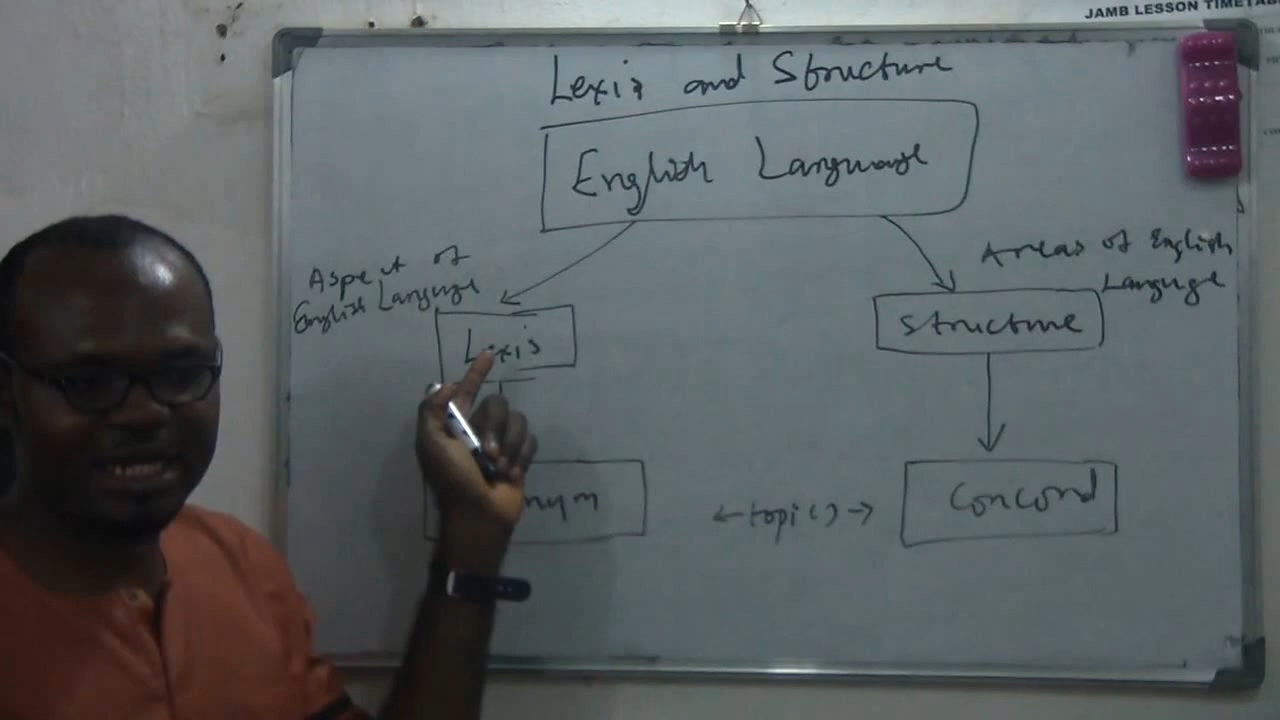 JAMB LESSON TIMETAB
Lexis and Structure
English Language
Aspect of
English Language
Areas of English
Language
Lexis
Structure
nym
←topic()→
Concord